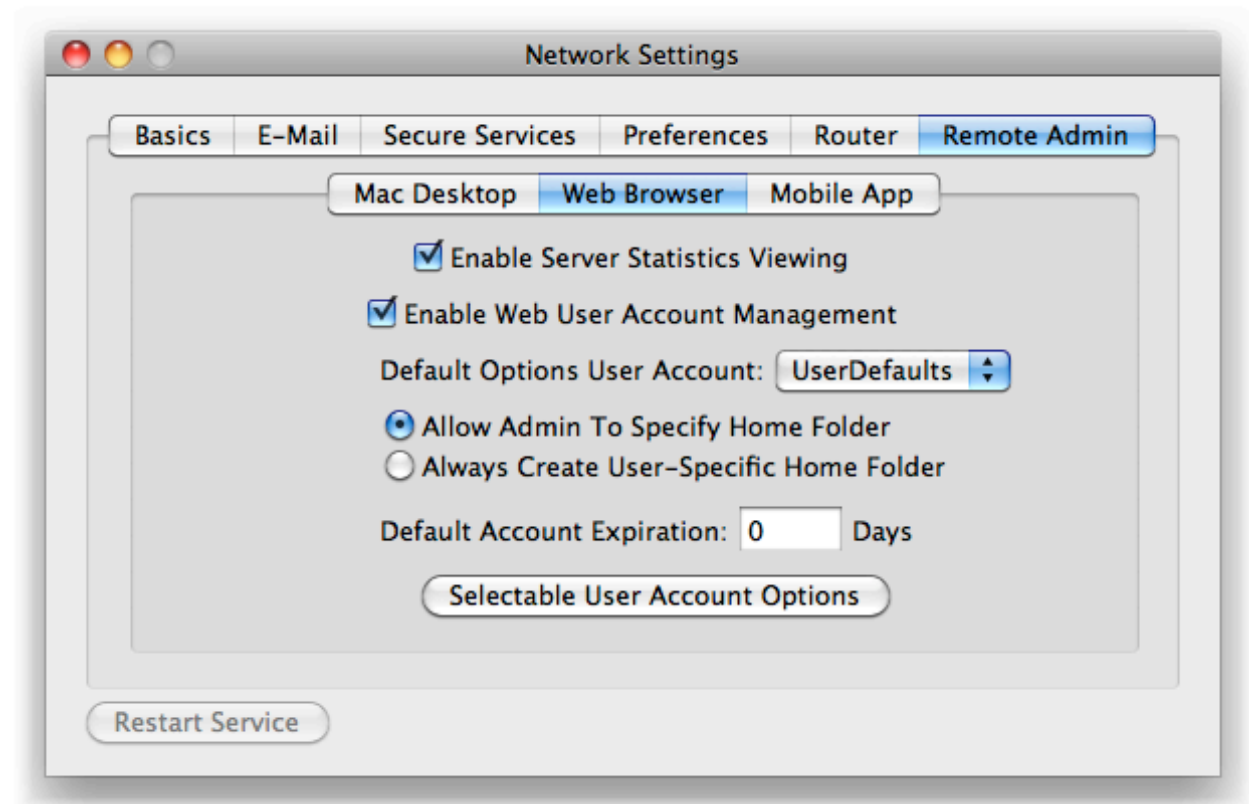 Network Settings
Basics E-Mail Secure Services Preferences Router Remote Admin
Mac Desktop Web Browser Mobile App
Enable Server Statistics Viewing
Enable Web User Account Management
Default Options User Account: UserDefaults
Allow Admin To Specify Home Folder
Always Create User-Specific Home Folder
Default Account Expiration: 0 Days
Selectable User Account Options
Restart Service